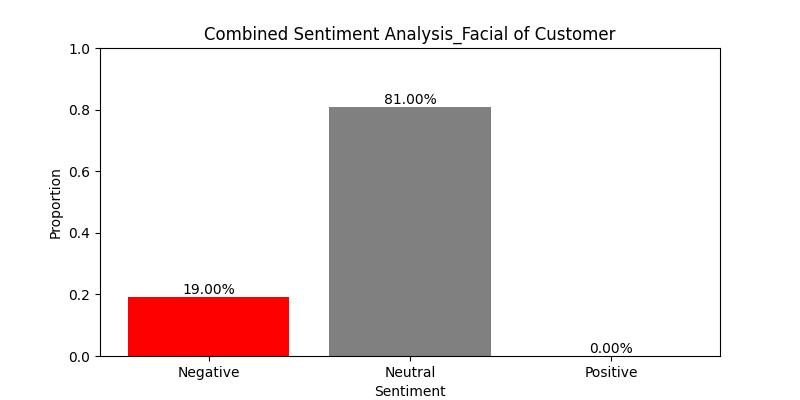 Combined Sentiment Analysis_Facial of Customer
1.0
0.8
0.6
0.4
0.2
0.0
Proportion
19.00%
81.00%
0.00%
Negative
Neutral
Positive
Sentiment